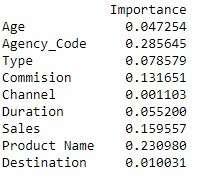 Importance
Age 0.047254
Agency_Code 0.285645
Type 0.078579
Commision 0.131651
Channel 0.001103
Duration 0.055200
Sales 0.159557
Product Name 0.230980
Destination 0.010031